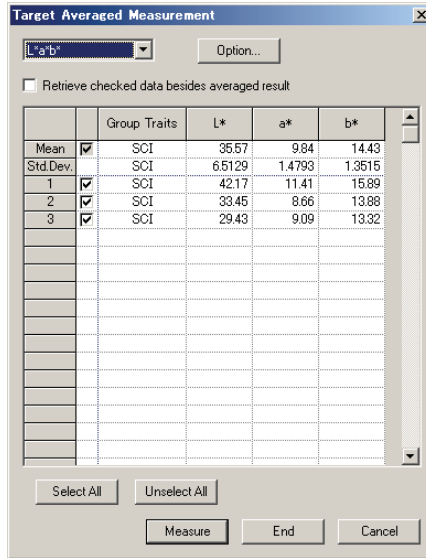 Target Averaged Measurement
L*a*b*
Option...
Retrieve checked data besides averaged result
Group Traits L* a* b*
Mean SCI 35.57 9.84 14.43
Std.Dev. SCI 6.5129 1.4793 1.3515
1 SCI 42.17 11.41 15.89
2 SCI 33.45 8.66 13.88
3 SCI 29.43 9.09 13.32
Select All Unselect All
Measure End Cancel